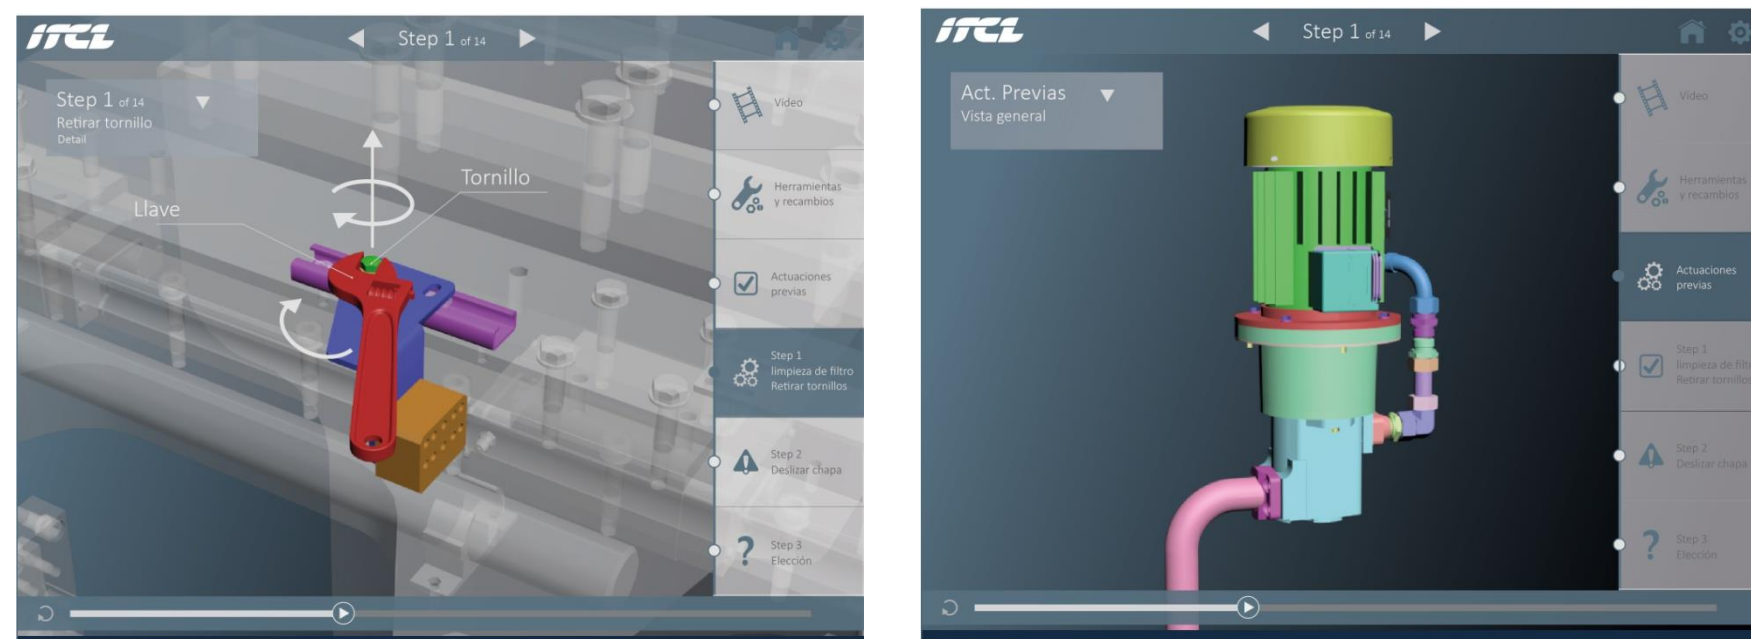 ITCL
Step 1 of 14
Step 1 of 14
Retirar tornillo
Detail
Tornillo
Llave
Video
Herramientas
y recambios
Actuaciones
previas
Step 1
limpieza de filtro
Retirar tornillos
Step 2
Deslizar chapa
Step 3
Elección
ITCL
Step 1 of 14
Act. Previas
Vista general
Video
Herramientas
y recambios
Actuaciones
previas
Step 1
limpieza de filtr
Retirar tornillos
Step 2
Deslizar chapa
Step 3
Elección